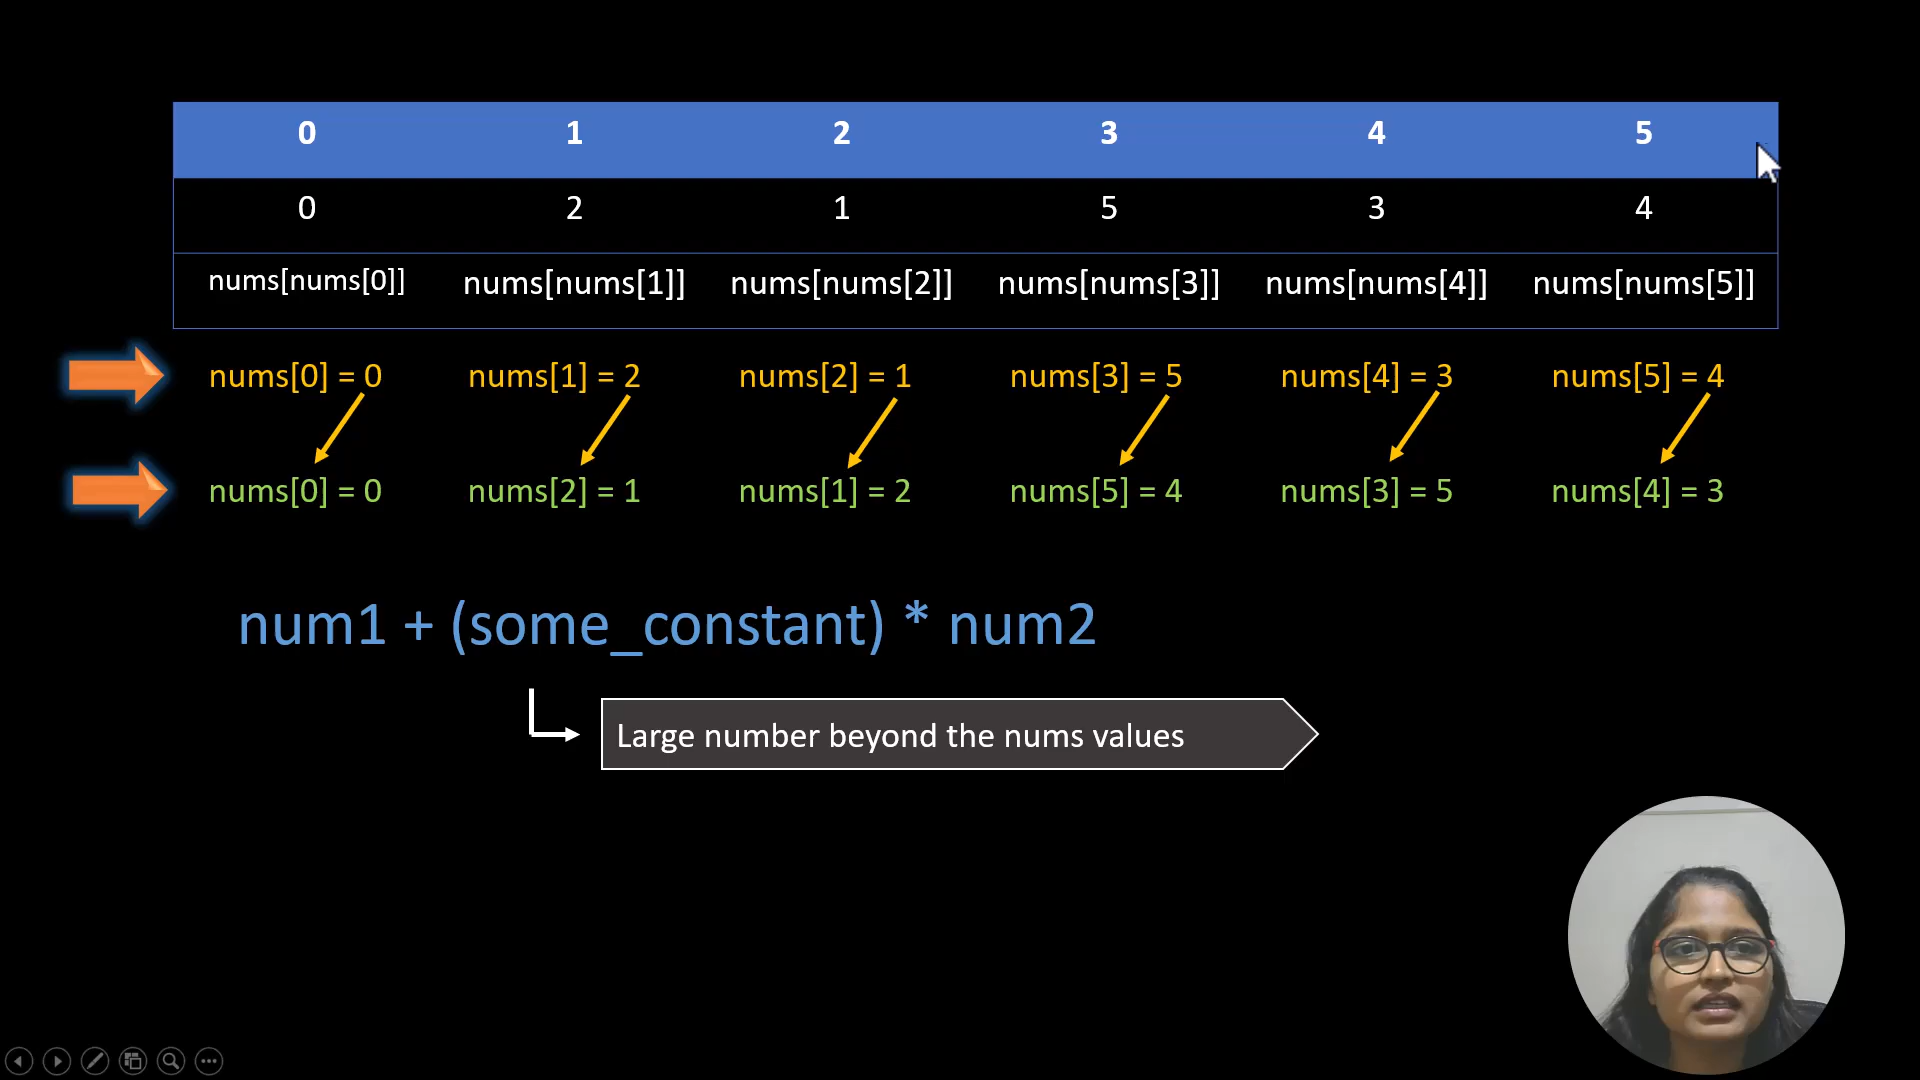 0 1 2 3 4 5
0 2 1 5 3 4
nums[nums[0]] nums[nums[1]] nums[nums[2]] nums[nums[3]] nums[nums[4]] nums[nums[5]]
nums[0] = 0 nums[1] = 2 nums[2] = 1 nums[3] = 5 nums[4] = 3 nums[5] = 4
nums[0] = 0 nums[2] = 1 nums[1] = 2 nums[5] = 4 nums[3] = 5 nums[4] = 3
num1 + (some_constant) * num2
Large number beyond the nums values